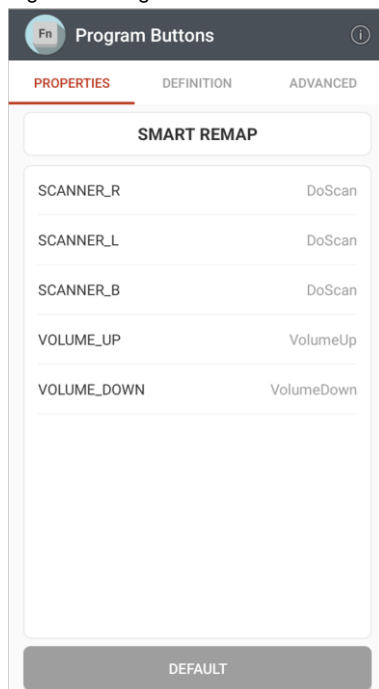 Fn Program Buttons
PROPERTIES DEFINITION ADVANCED
SMART REMAP
SCANNER_R DoScan
SCANNER_L DoScan
SCANNER_B DoScan
VOLUME_UP VolumeUp
VOLUME_DOWN VolumeDown
DEFAULT